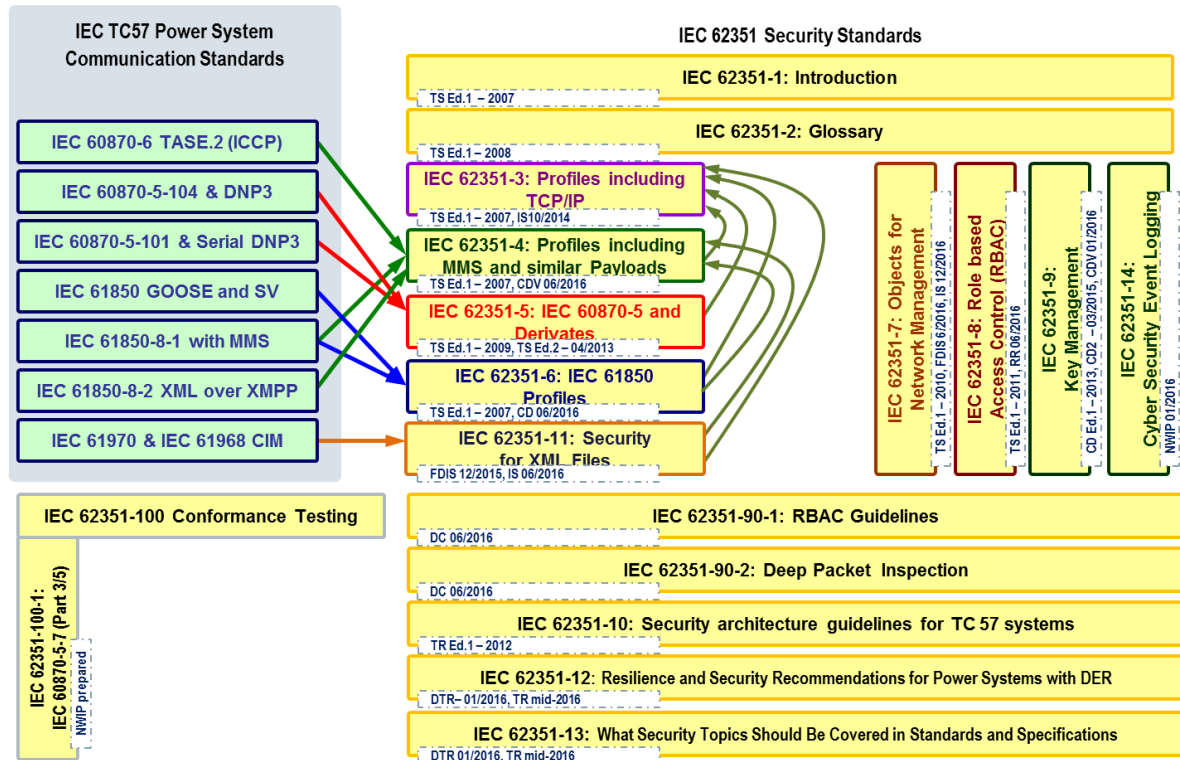 IEC TC57 Power System
Communication Standards
IEC 60870-6 TASE.2 (ICCP)
IEC 60870-5-104 & DNP3
IEC 60870-5-101 & Serial DNP3
IEC 61850 GOOSE and SV
IEC 61850-8-1 with MMS
IEC 61850-8-2 XML over XMPP
IEC 61970 & IEC 61968 CIM
IEC 62351 Security Standards
IEC 62351-1: Introduction
TS Ed.1 – 2007
IEC 62351-2: Glossary
TS Ed.1 – 2008
IEC 62351-3: Profiles including
TCP/IP
TS Ed.1 – 2007, IS10/2014
IEC 62351-4: Profiles including
MMS and similar Payloads
TS Ed.1 – 2007, CDV 06/2016
IEC 62351-5: IEC 60870-5 and
Derivates
TS Ed.1 – 2009, TS Ed.2 – 04/2013
IEC 62351-6: IEC 61850
Profiles
TS Ed.1 – 2007, CD 06/2016
IEC 62351-11: Security
for XML Files
FDIS 12/2015, IS 06/2016
IEC 62351-7: Objects for
Network Management
TS Ed.1 – 2010, FDIS 6/2016, IS 12/2016
IEC 62351-8: Role based
Access Control (RBAC)
TS Ed.1 – 2011, RR 06/2016
IEC 62351-9:
Key Management
CD Ed.1 – 2013, CD2 –03/2015, CDV 01/2016
IEC 62351-14:
Cyber Security Event Logging
NWIP 01/2016
IEC 62351-100 Conformance Testing
IEC 62351-100-1:
IEC 60870-5-7 (Part 3/5)
NWIP prepared
IEC 62351-90-1: RBAC Guidelines
DC 06/2016
IEC 62351-90-2: Deep Packet Inspection
DC 06/2016
IEC 62351-10: Security architecture guidelines for TC 57 systems
TR Ed.1 – 2012
IEC 62351-12: Resilience and Security Recommendations for Power Systems with DER
DTR– 01/2016, TR mid-2016
IEC 62351-13: What Security Topics Should Be Covered in Standards and Specifications
DTR 01/2016, TR mid-2016